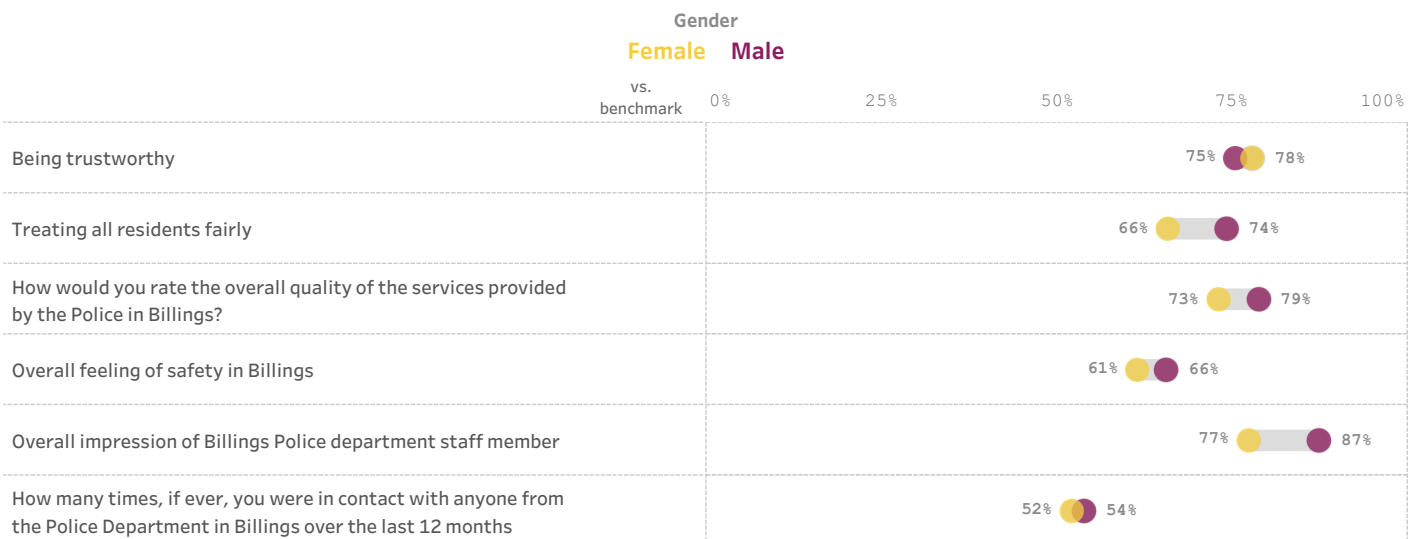 Gender
Female Male
vs.
benchmark
0% 25% 50% 75% 100%
Being trustworthy
75% 78%
Treating all residents fairly
66% 74%
How would you rate the overall quality of the services provided
by the Police in Billings?
73% 79%
Overall feeling of safety in Billings
61% 66%
Overall impression of Billings Police department staff member
77% 87%
How many times, if ever, you were in contact with anyone from
the Police Department in Billings over the last 12 months
52% 54%